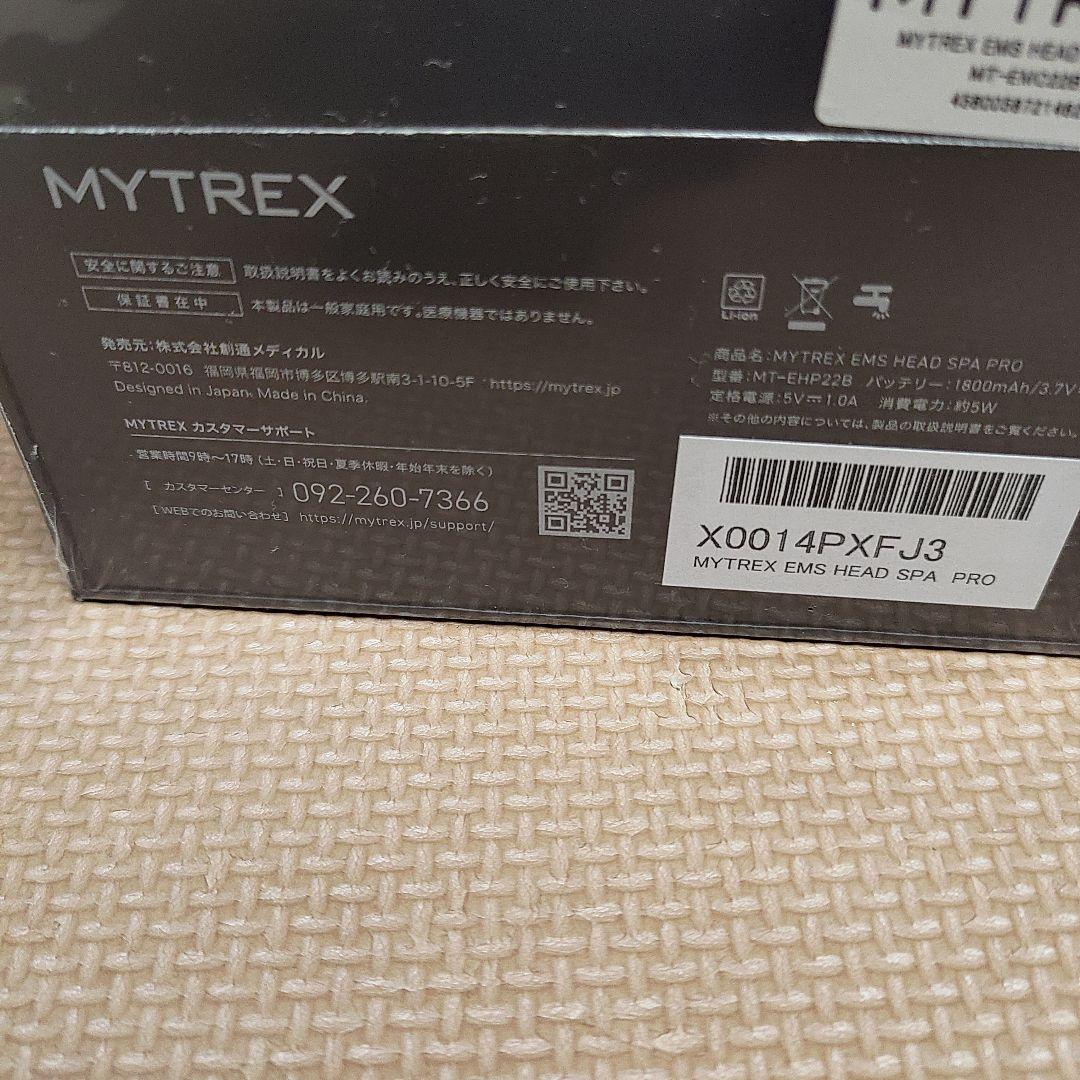 MYTREX EMS HEAD
MYTREX
安全に関するご注意 取扱説明書をよくお読みのうえ、正しく安全にご使用下さい。
保証書在中 本製品は一般家庭用です。医療機器ではありません。
発売元:株式会社創通メディカル
〒812-0016 福岡県福岡市博多区博多駅南3-1-10-5F https://mytrex.jp
Designed in Japan. Made in China.
MYTREX カスタマーサポート
営業時間9時〜17時 (土・日・祝日・夏季休暇・年始年末を除く)
[ カスタマーセンター ] 092-260-7366
[ WEBでのお問い合わせ ] https://mytrex.jp/support/
Li-ion
商品名:MYTREX EMS HEAD SPA PRO
型番:MT-EHP22B バッテリー:1800mAh/3.7V
定格電源:5V⎓1.0A 消費電力:約5W
※その他の内容については、製品の取扱説明書をご覧ください。
X0014PXFJ3
MYTREX EMS HEAD SPA PRO